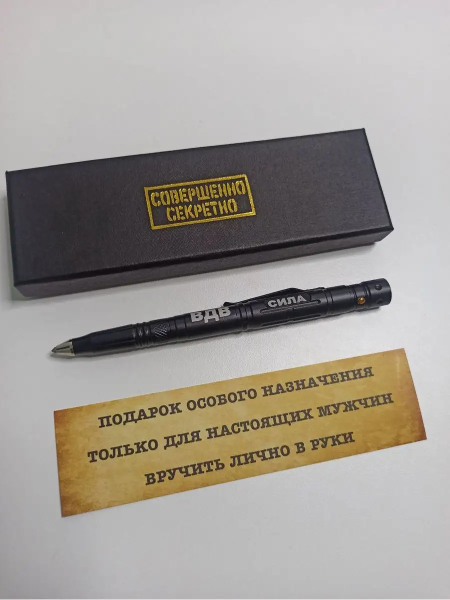 СОВЕРШЕННО
СЕКРЕТНО
ВДВ СИЛА
ПОДАРОК ОСОБОГО НАЗНАЧЕНИЯ
ТОЛЬКО ДЛЯ НАСТОЯЩИХ МУЖЧИН
ВРУЧИТЬ ЛИЧНО В РУКИ